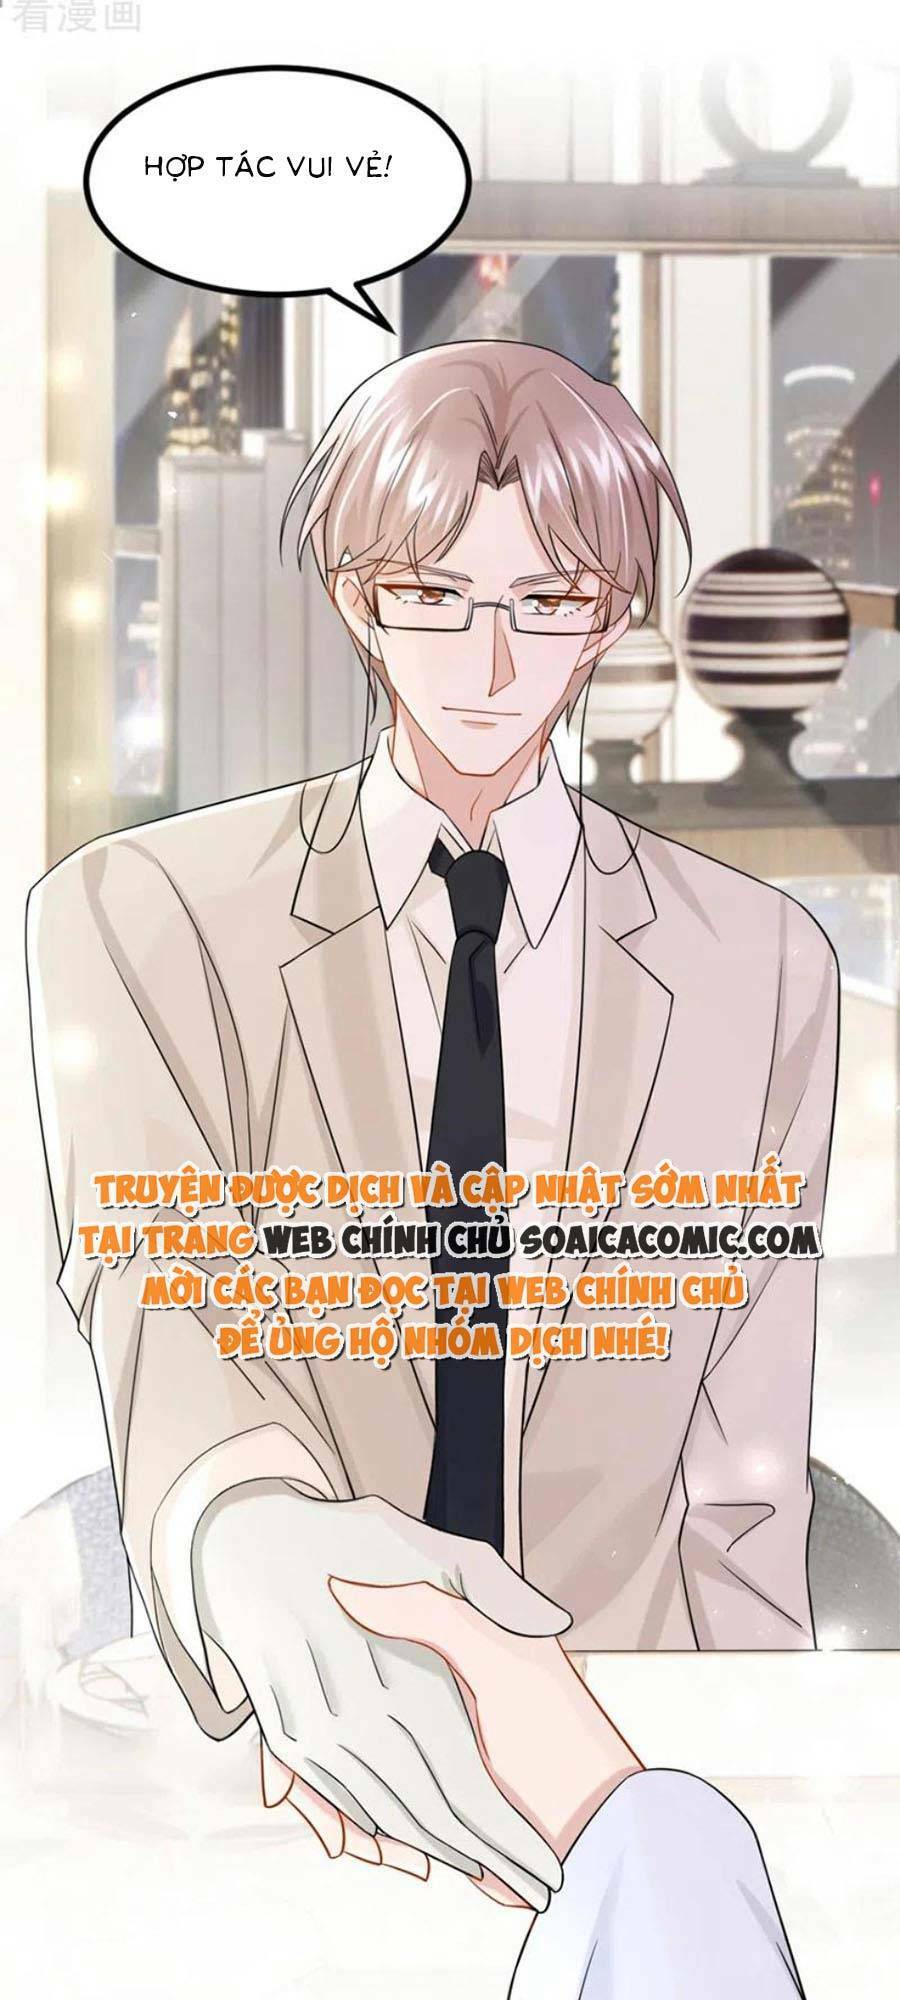 看漫画
HỢP TÁC VUI VẺ!
TRUYỆN ĐƯỢC DỊCH VÀ CẬP NHẬT SỚM NHẤT
TẠI TRANG WEB CHÍNH CHỦ SOAICACOMIC.COM
MỜI CÁC BẠN ĐỌC TẠI WEB CHÍNH CHỦ
ĐỂ ỦNG HỘ NHÓM DỊCH NHÉ!